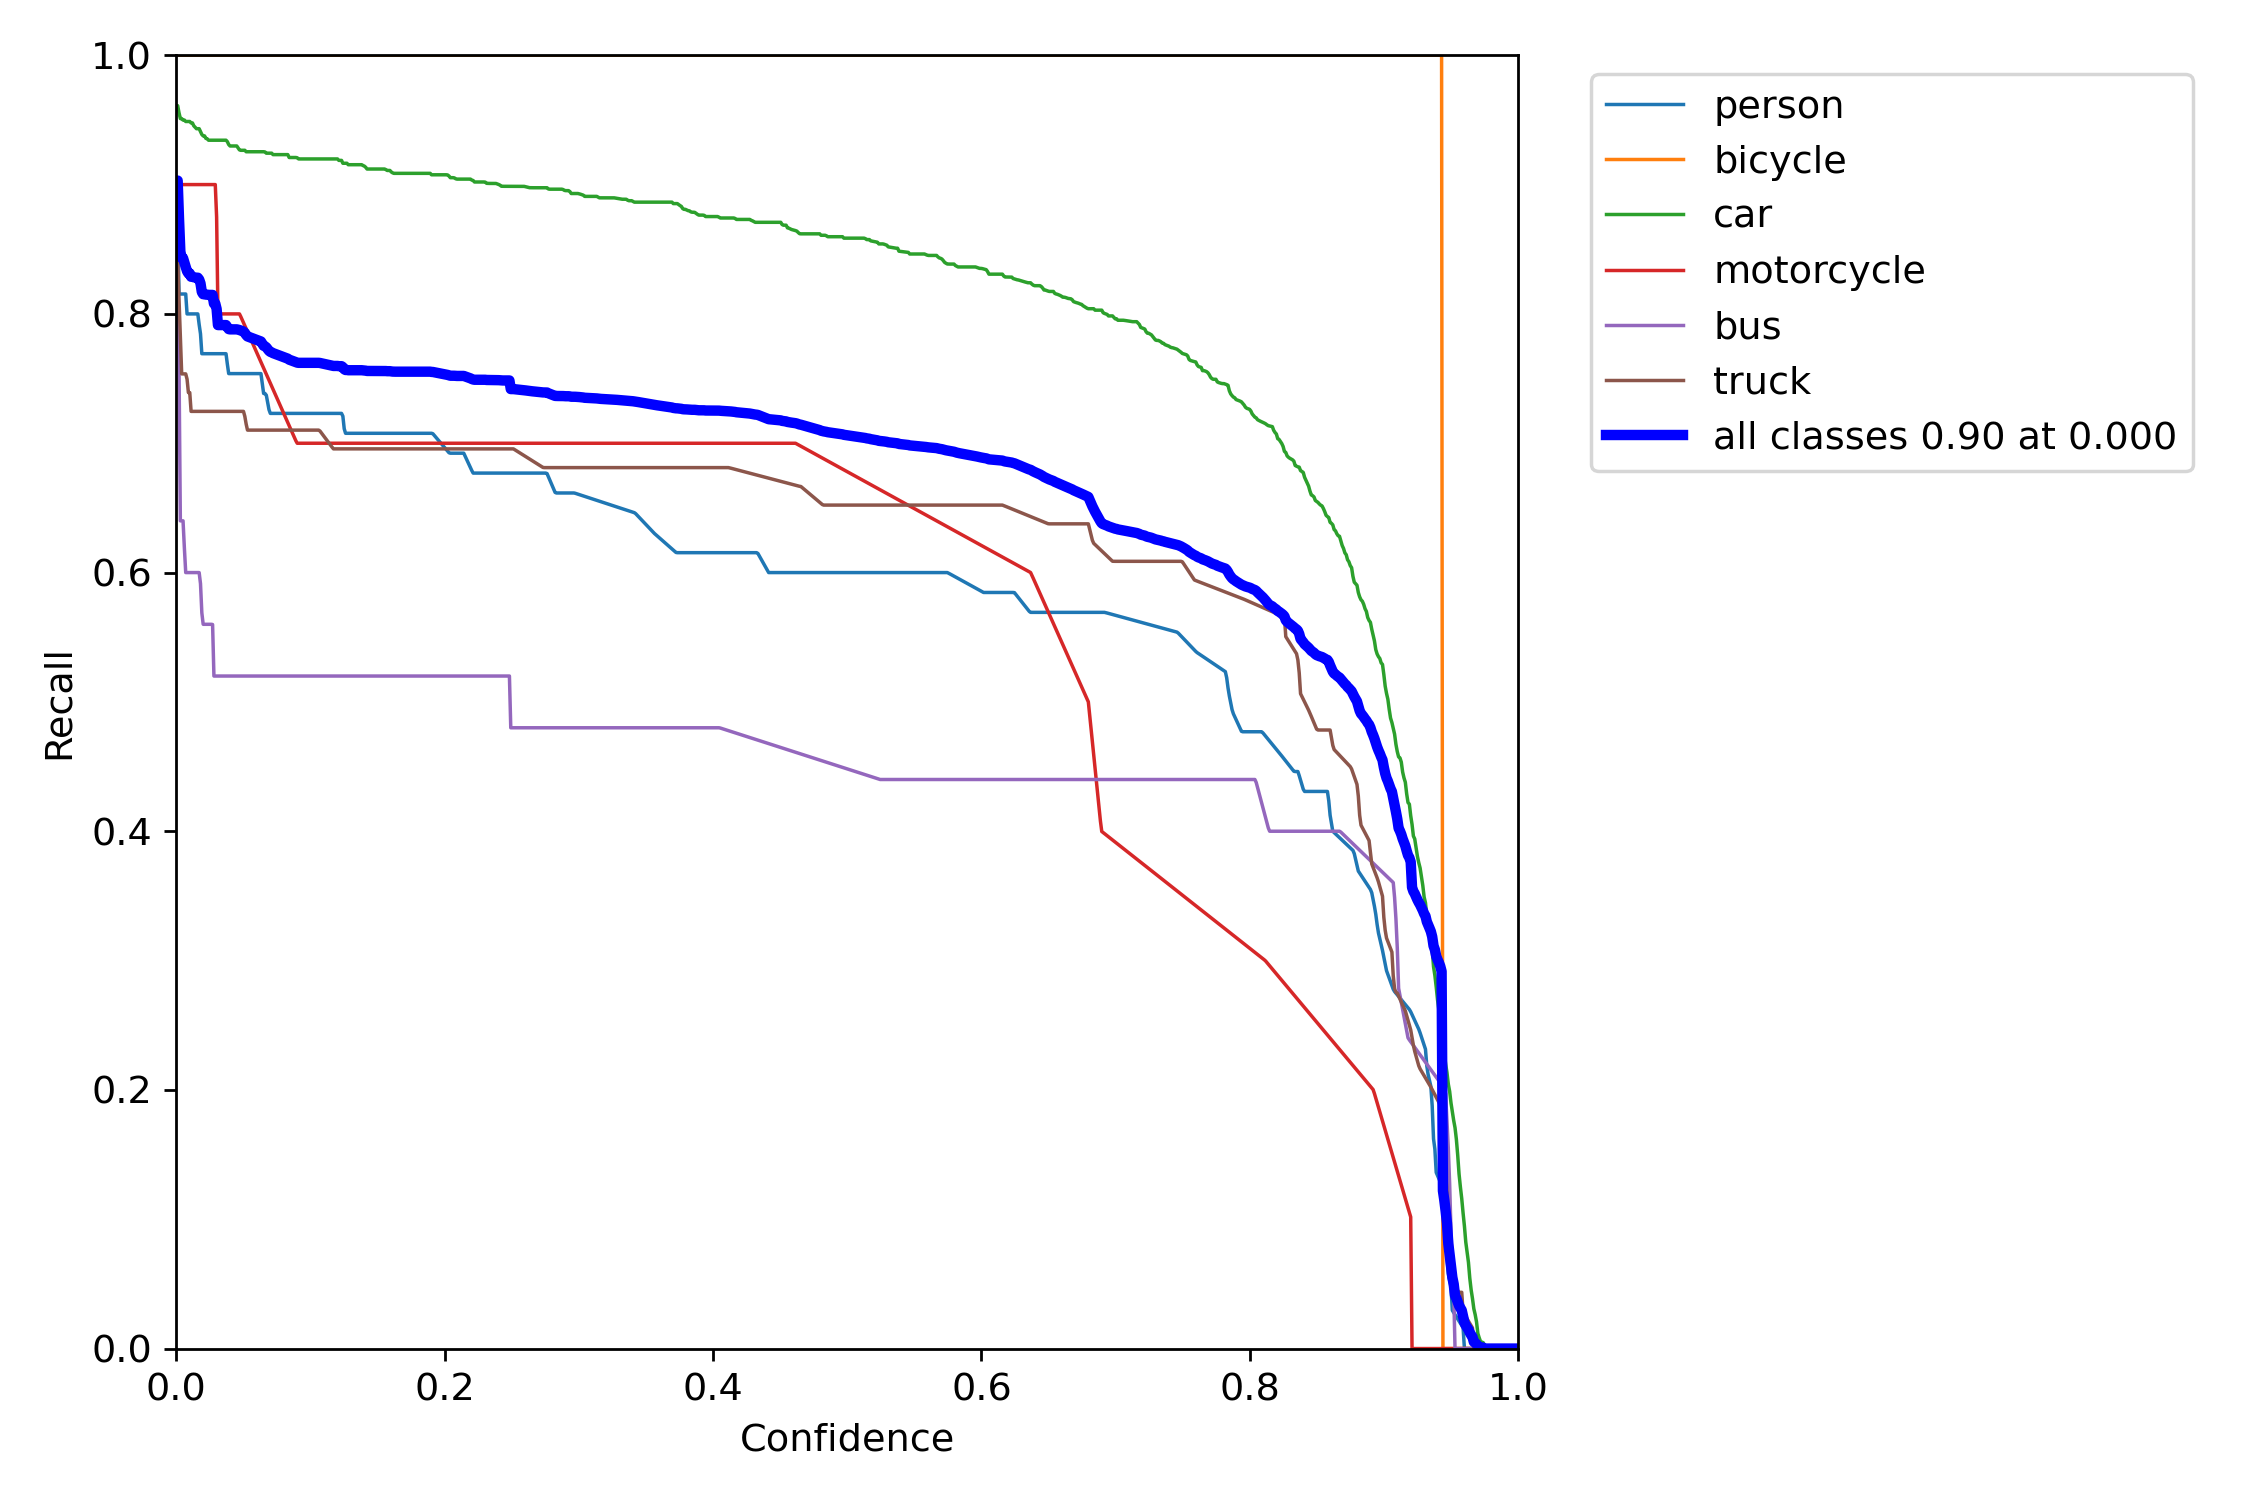 1.0
0.8
0.6
0.4
0.2
0.0
Recall
0.0 0.2 0.4 0.6 0.8 1.0
Confidence
person
bicycle
car
motorcycle
bus
truck
all classes 0.90 at 0.000